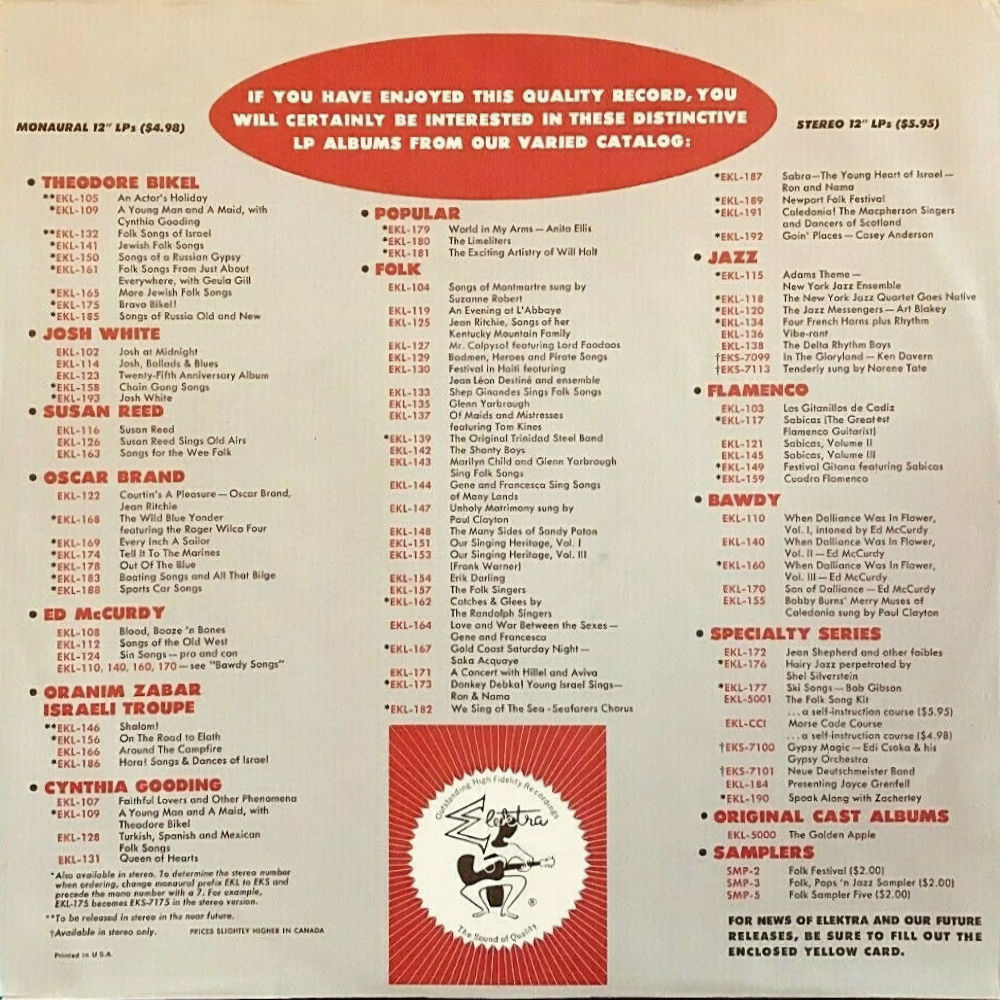 IF YOU HAVE ENJOYED THIS QUALITY RECORD, YOU
WILL CERTAINLY BE INTERESTED IN THESE DISTINCTIVE
LP ALBUMS FROM OUR VARIED CATALOG:
MONAURAL 12" LPs ($4.98)
STEREO 12" LPs ($5.95)
• THEODORE BIKEL
**EKL-105 An Actor's Holiday
*EKL-109 A Young Man and A Maid, with
Cynthia Gooding
**EKL-132 Folk Songs of Israel
*EKL-141 Jewish Folk Songs
*EKL-150 Songs of a Russian Gypsy
*EKL-161 Folk Songs From Just About
Everywhere, with Geula Gill
*EKL-165 More Jewish Folk Songs
*EKL-175 Bravo Bikel!
*EKL-185 Songs of Russia Old and New
• JOSH WHITE
EKL-102 Josh at Midnight
EKL-114 Josh, Ballads & Blues
EKL-123 Twenty-Fifth Anniversary Album
*EKL-158 Chain Gang Songs
*EKL-193 Josh White
• SUSAN REED
EKL-116 Susan Reed
EKL-126 Susan Reed Sings Old Airs
EKL-163 Songs for the Wee Folk
• OSCAR BRAND
EKL-122 Courtin's A Pleasure — Oscar Brand,
Jean Ritchie
*EKL-168 The Wild Blue Yonder
featuring the Roger Wilco Four
*EKL-169 Every Inch A Sailor
*EKL-174 Tell It To The Marines
*EKL-178 Out Of The Blue
*EKL-183 Boating Songs and All That Bilge
*EKL-188 Sports Car Songs
• ED McCURDY
EKL-108 Blood, Booze 'n Bones
EKL-112 Songs of the Old West
EKL-124 Sin Songs — pro and con
EKL-110, 140, 160, 170 — see "Bawdy Songs"
• ORANIM ZABAR
ISRAELI TROUPE
**EKL-146 Shalom!
*EKL-156 On The Road to Elath
EKL-166 Around The Campfire
*EKL-186 Hora! Songs & Dances of Israel
• CYNTHIA GOODING
EKL-107 Faithful Lovers and Other Phenomena
*EKL-109 A Young Man and A Maid, with
Theodore Bikel
EKL-128 Turkish, Spanish and Mexican
Folk Songs
EKL-131 Queen of Hearts
*Also available in stereo. To determine the stereo number
when ordering, change monaural prefix EKL to EKS and
precede the mono number with a 7. For example,
EKL-175 becomes EKS-7175 in the stereo version.
**To be released in stereo in the near future.
†Available in stereo only. PRICES SLIGHTLY HIGHER IN CANADA
Printed in U.S.A.
• POPULAR
*EKL-179 World in My Arms — Anita Ellis
*EKL-180 The Limeliters
*EKL-181 The Exciting Artistry of Will Holt
• FOLK
EKL-104 Songs of Montmartre sung by
Suzanne Robert
EKL-119 An Evening at L'Abbaye
EKL-125 Jean Ritchie, Songs of her
Kentucky Mountain Family
EKL-127 Mr. Calypso! featuring Lord Foodoos
EKL-129 Badmen, Heroes and Pirate Songs
EKL-130 Festival in Haiti featuring
Jean Léon Destiné and ensemble
EKL-133 Shep Ginandes Sings Folk Songs
EKL-135 Glenn Yarbrough
EKL-137 Of Maids and Mistresses
featuring Tom Kines
*EKL-139 The Original Trinidad Steel Band
EKL-142 The Shanty Boys
EKL-143 Marilyn Child and Glenn Yarbrough
Sing Folk Songs
EKL-144 Gene and Francesca Sing Songs
of Many Lands
EKL-147 Unholy Matrimony sung by
Paul Clayton
EKL-148 The Many Sides of Sandy Paton
EKL-151 Our Singing Heritage, Vol. I
EKL-153 Our Singing Heritage, Vol. III
(Frank Warner)
EKL-154 Erik Darling
EKL-157 The Folk Singers
*EKL-162 Catches & Glees by
The Randolph Singers
EKL-164 Love and War Between the Sexes —
Gene and Francesca
*EKL-167 Gold Coast Saturday Night —
Saka Acquaye
EKL-171 A Concert with Hillel and Aviva
*EKL-173 Donkey Debka! Young Israel Sings—
Ron & Nama
*EKL-182 We Sing of The Sea - Seafarers Chorus
Outstanding High Fidelity Recordings
Elektra
®
The Sound of Quality
*EKL-187 Sabra—The Young Heart of Israel —
Ron and Nama
*EKL-189 Newport Folk Festival
*EKL-191 Caledonia! The Macpherson Singers
and Dancers of Scotland
*EKL-192 Goin' Places — Casey Anderson
• JAZZ
*EKL-115 Adams Theme —
New York Jazz Ensemble
*EKL-118 The New York Jazz Quartet Goes Native
*EKL-120 The Jazz Messengers — Art Blakey
*EKL-134 Four French Horns plus Rhythm
*EKL-136 Vibe-rant
EKL-138 The Delta Rhythm Boys
†EKS-7099 In The Gloryland — Ken Davern
†EKS-7113 Tenderly sung by Norene Tate
• FLAMENCO
EKL-103 Los Gitanillos de Cadiz
*EKL-117 Sabicas (The Greatest
Flamenco Guitarist)
EKL-121 Sabicas, Volume II
EKL-145 Sabicas, Volume III
*EKL-149 Festival Gitana featuring Sabicas
*EKL-159 Cuadro Flamenco
• BAWDY
EKL-110 When Dalliance Was In Flower,
Vol. I, intoned by Ed McCurdy
EKL-140 When Dalliance Was In Flower,
Vol. II — Ed McCurdy
*EKL-160 When Dalliance Was In Flower,
Vol. III — Ed McCurdy
EKL-170 Son of Dalliance — Ed McCurdy
EKL-155 Bobby Burns' Merry Muses of
Caledonia sung by Paul Clayton
• SPECIALTY SERIES
EKL-172 Jean Shepherd and other foibles
*EKL-176 Hairy Jazz perpetrated by
Shel Silverstein
*EKL-177 Ski Songs — Bob Gibson
EKL-5001 The Folk Song Kit
... a self-instruction course ($5.95)
EKL-CCI Morse Code Course
... a self-instruction course ($4.98)
†EKS-7100 Gypsy Magic — Edi Csoka & his
Gypsy Orchestra
†EKS-7101 Neue Deutschmeister Band
EKL-184 Presenting Joyce Grenfell
*EKL-190 Spook Along with Zacherley
• ORIGINAL CAST ALBUMS
EKL-5000 The Golden Apple
• SAMPLERS
SMP-2 Folk Festival ($2.00)
SMP-3 Folk, Pops 'n Jazz Sampler ($2.00)
SMP-5 Folk Sampler Five ($2.00)
FOR NEWS OF ELEKTRA AND OUR FUTURE
RELEASES, BE SURE TO FILL OUT THE
ENCLOSED YELLOW CARD.